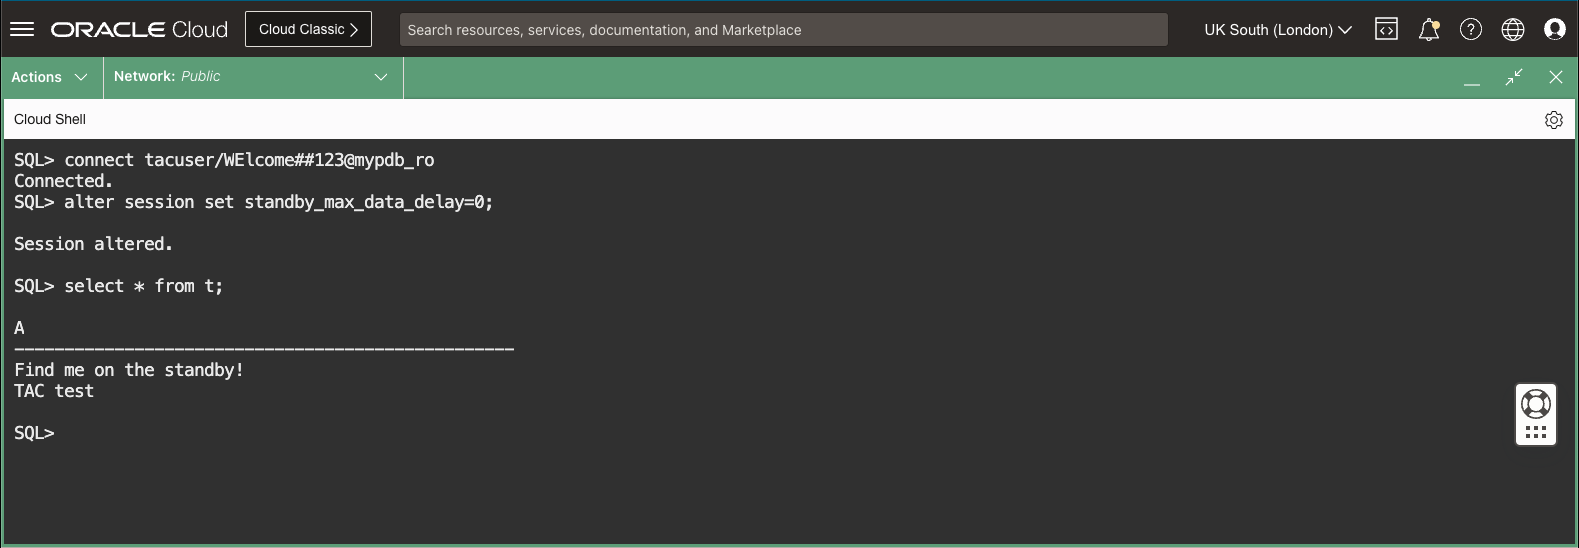 ORACLE Cloud
Cloud Classic
Search resources, services, documentation, and Marketplace
UK South (London)
Actions
Network: Public
Cloud Shell
SQL> connect tacuser/WElcome##123@mypdb_ro
Connected.
SQL> alter session set standby_max_data_delay=0;
Session altered.
SQL> select * from t;
A
--------------------------------------------------
Find me on the standby!
TAC test
SQL>